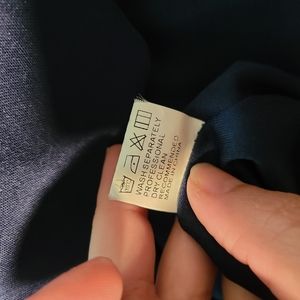 WASH SEPARATELY
PROFESSIONAL
DRY CLEAN
RECOMMENDED
MADE IN CHINA